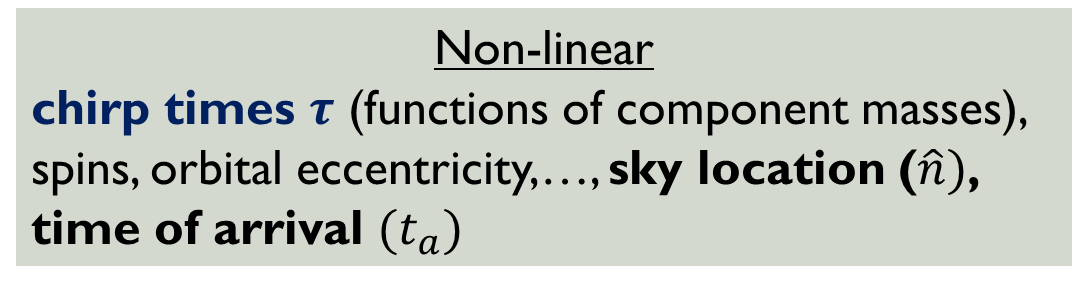 Non-linear
chirp times τ (functions of component masses),
spins, orbital eccentricity,…, sky location (n̂),
time of arrival (tₐ)